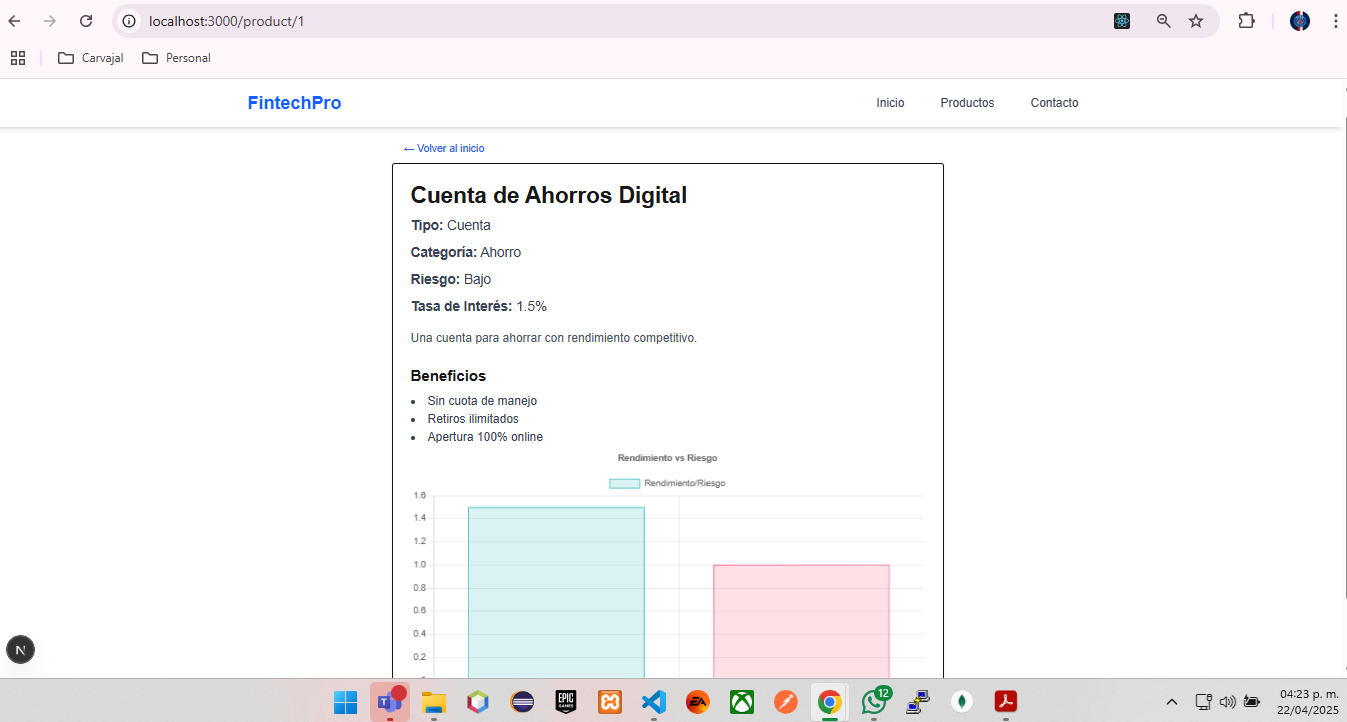 localhost:3000/product/1
Carvajal
Personal
FintechPro
Inicio
Productos
Contacto
← Volver al inicio
Cuenta de Ahorros Digital
Tipo: Cuenta
Categoría: Ahorro
Riesgo: Bajo
Tasa de Interés: 1.5%
Una cuenta para ahorrar con rendimiento competitivo.
Beneficios
• Sin cuota de manejo
• Retiros ilimitados
• Apertura 100% online
Rendimiento vs Riesgo
Rendimiento/Riesgo
1.6
1.4
1.2
1.0
0.8
0.6
0.4
0.2
N
EPIC
GAMES
EA
12
04:23 p. m.
22/04/2025